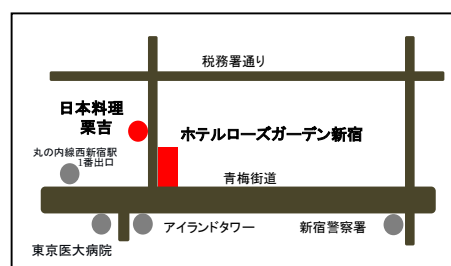 税務署通り
日本料理
栗吉
ホテルローズガーデン新宿
丸の内線西新宿駅
1番出口
青梅街道
アイランドタワー
新宿警察署
東京医大病院